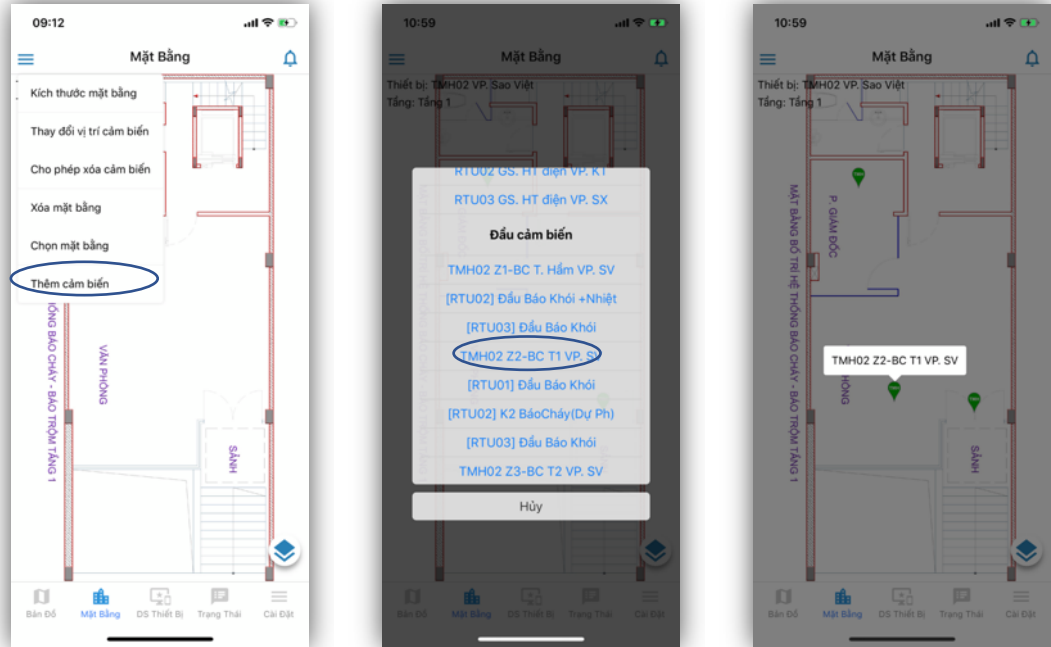 09:12
Mặt Bằng
Kích thước mặt bằng
Thay đổi vị trí cảm biến
Cho phép xóa cảm biến
Xóa mặt bằng
Chọn mặt bằng
Thêm cảm biến
VĂN PHÒNG
SẢNH
Bản Đồ
Mặt Bằng
DS Thiết Bị
Trạng Thái
Cài Đặt
10:59
Mặt Bằng
Thiết bị: TMH02 VP. Sao Việt
Tầng: Tầng 1
RTU02 GS. HT điện VP. KT
RTU03 GS. HT điện VP. SX
Đầu cảm biến
TMH02 Z1-BC T. Hầm VP. SV
[RTU02] Đầu Báo Khói +Nhiệt
[RTU03] Đầu Báo Khói
TMH02 Z2-BC T1 VP. SV
[RTU01] Đầu Báo Khói
[RTU02] K2 BáoCháy(Dự Ph)
[RTU03] Đầu Báo Khói
TMH02 Z3-BC T2 VP. SV
Hủy
Bản Đồ
Mặt Bằng
DS Thiết Bị
Trạng Thái
Cài Đặt
10:59
Mặt Bằng
Thiết bị: TMH02 VP. Sao Việt
Tầng: Tầng 1
P. GIÁM ĐỐC
MẶT BẰNG BỐ TRÍ HỆ THỐNG BÁO CHÁY - BÁO TRỘM TẦNG 1
TMH02 Z2-BC T1 VP. SV
SẢNH
Bản Đồ
Mặt Bằng
DS Thiết Bị
Trạng Thái
Cài Đặt